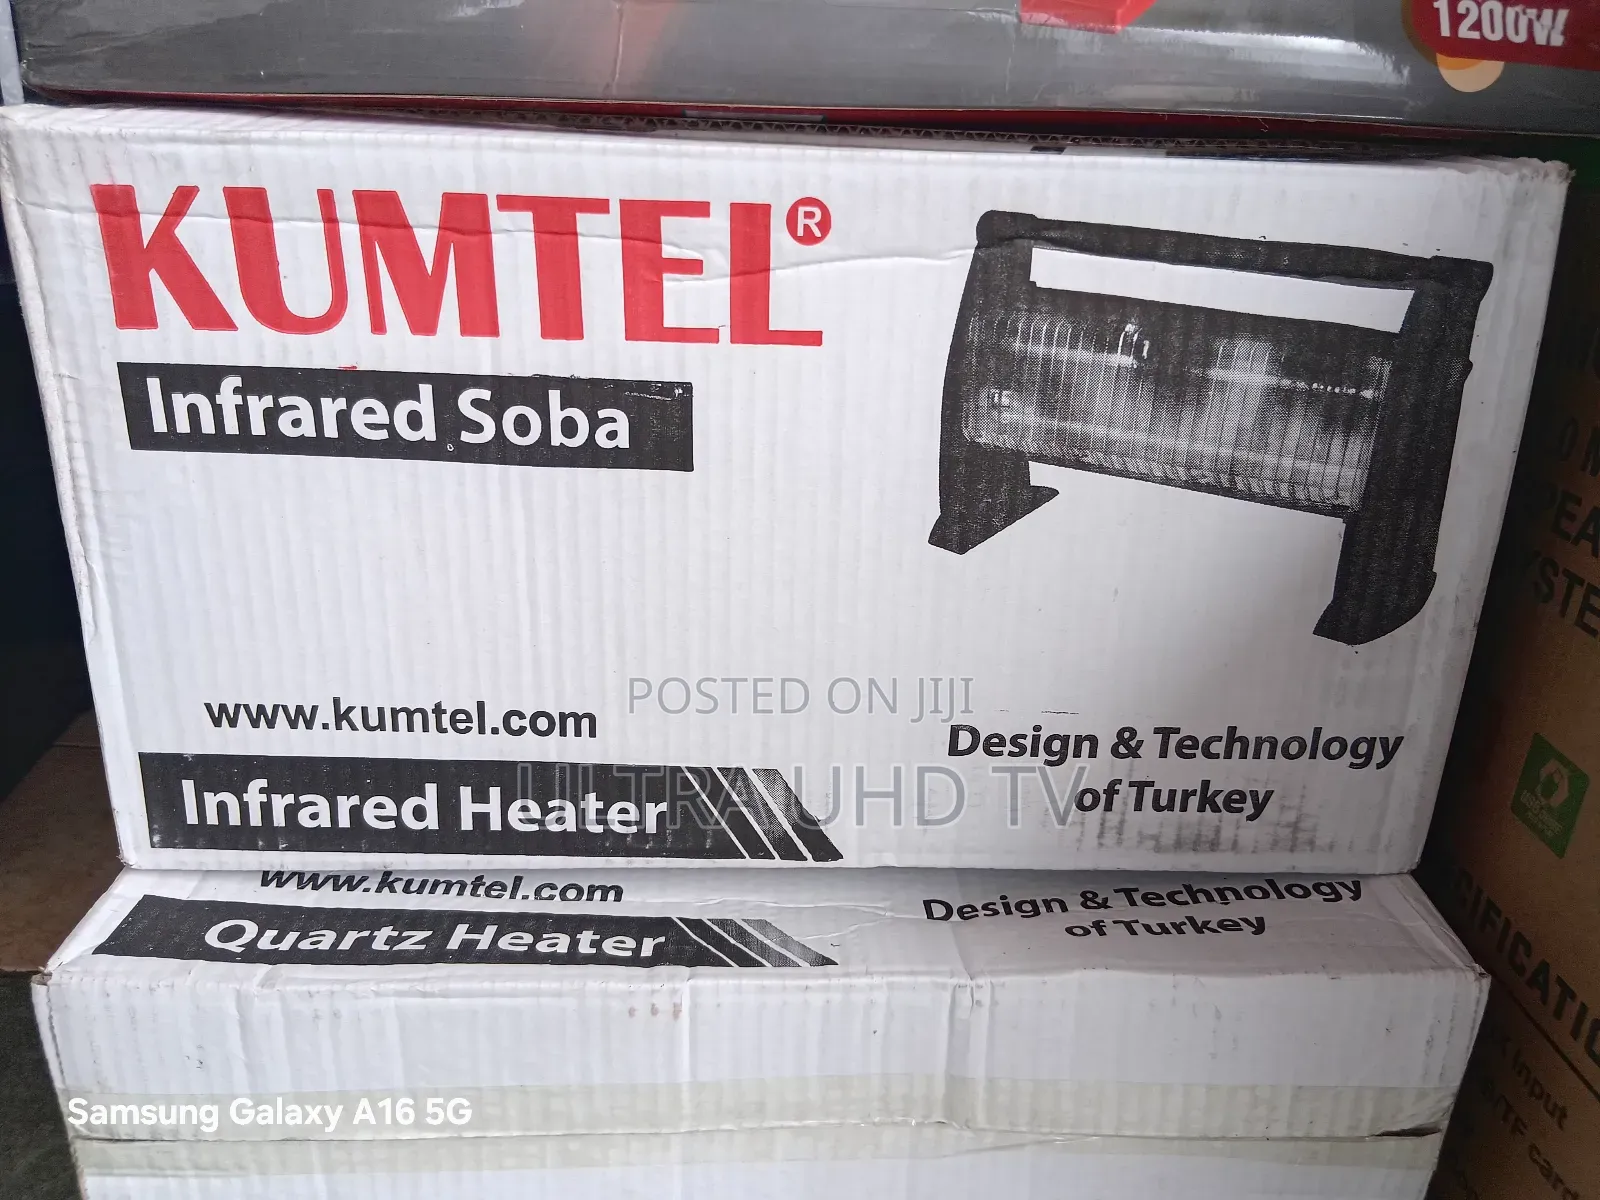 1200W
KUMTEL®
Infrared Soba
www.kumtel.com
POSTED ON JIJI
ULTRA UHD TV
Design & Technology
of Turkey
Infrared Heater
www.kumtel.com
Quartz Heater
Design & Technology
of Turkey
Samsung Galaxy A16 5G
input